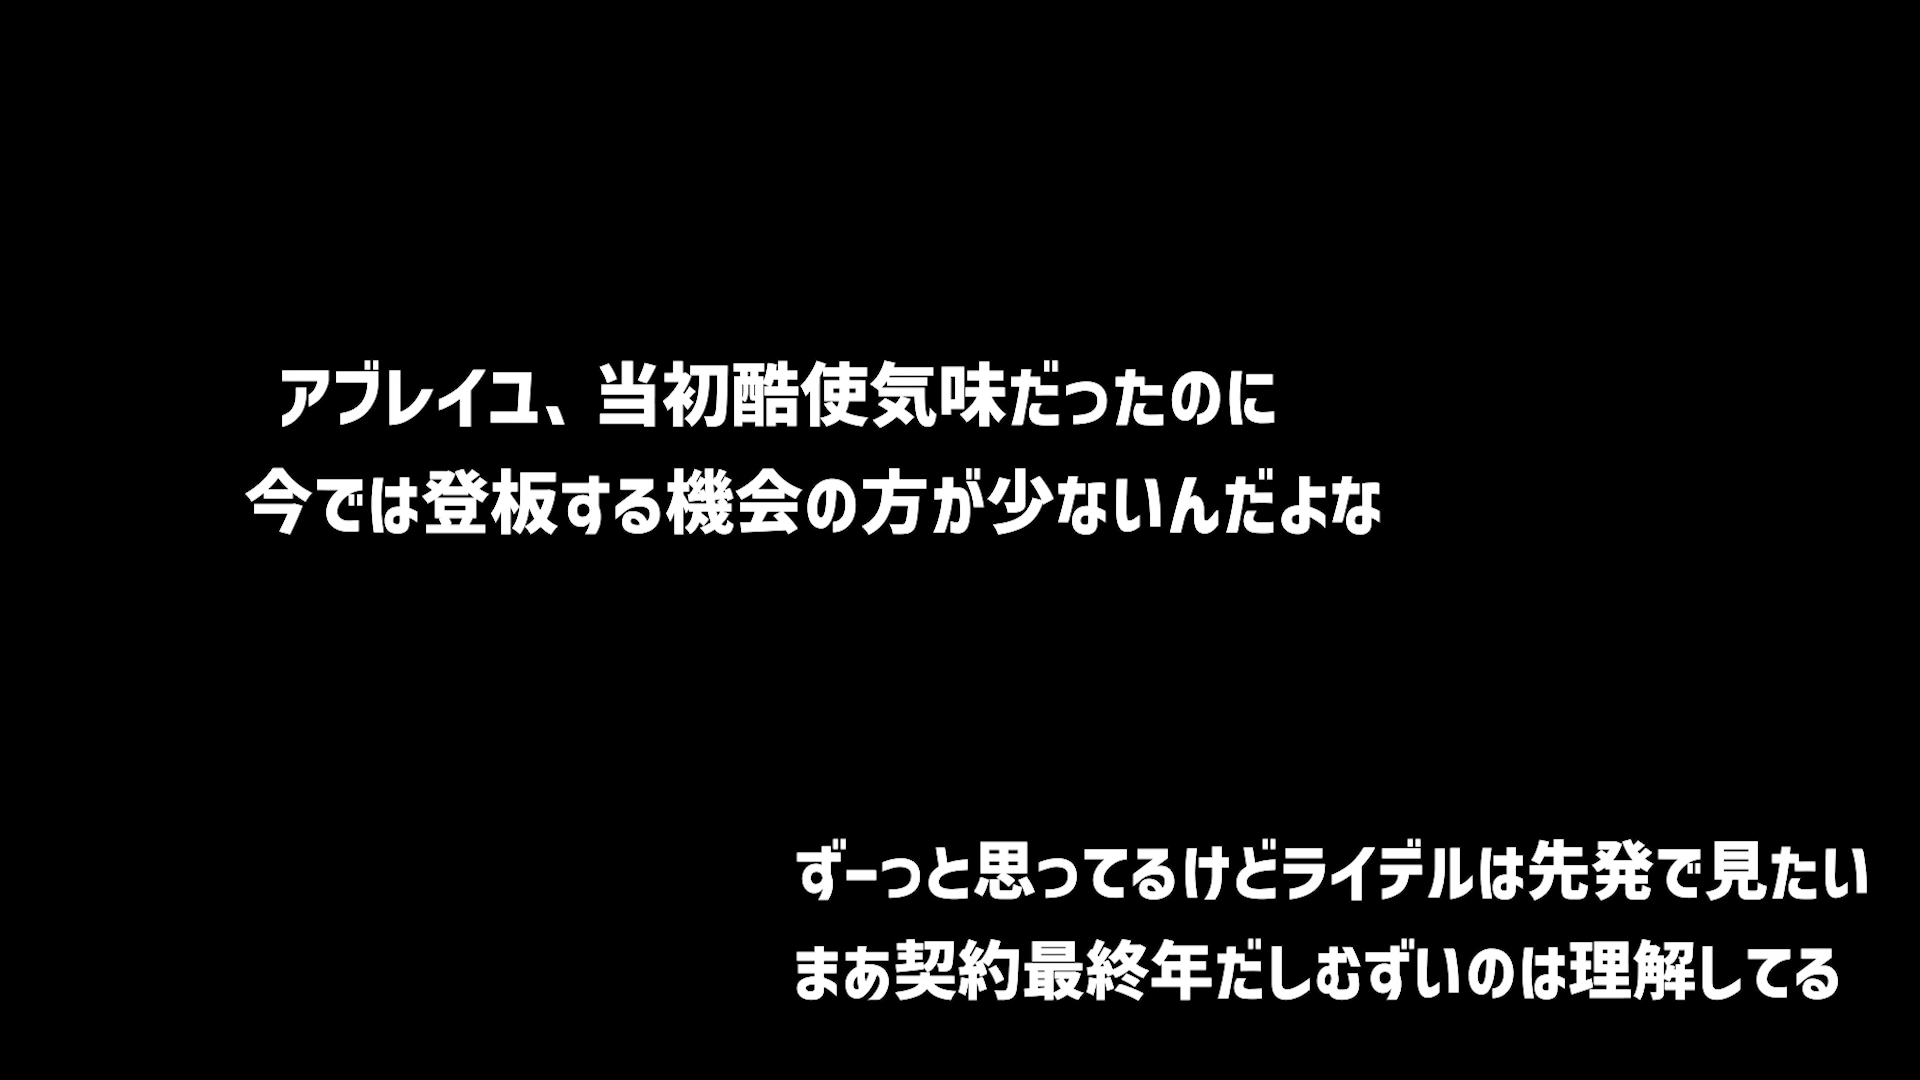 アブレイユ、当初酷使気味だったのに
今では登板する機会の方が少ないんだよな
ずーっと思ってるけどライデルは先発で見たい
まあ契約最終年だしむずいのは理解してる